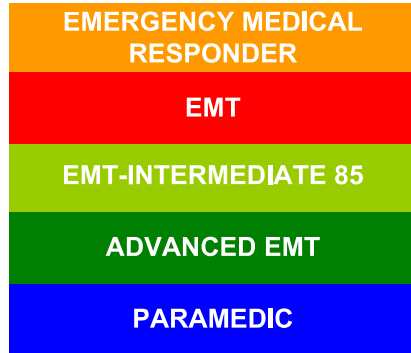 EMERGENCY MEDICAL
RESPONDER
EMT
EMT-INTERMEDIATE 85
ADVANCED EMT
PARAMEDIC